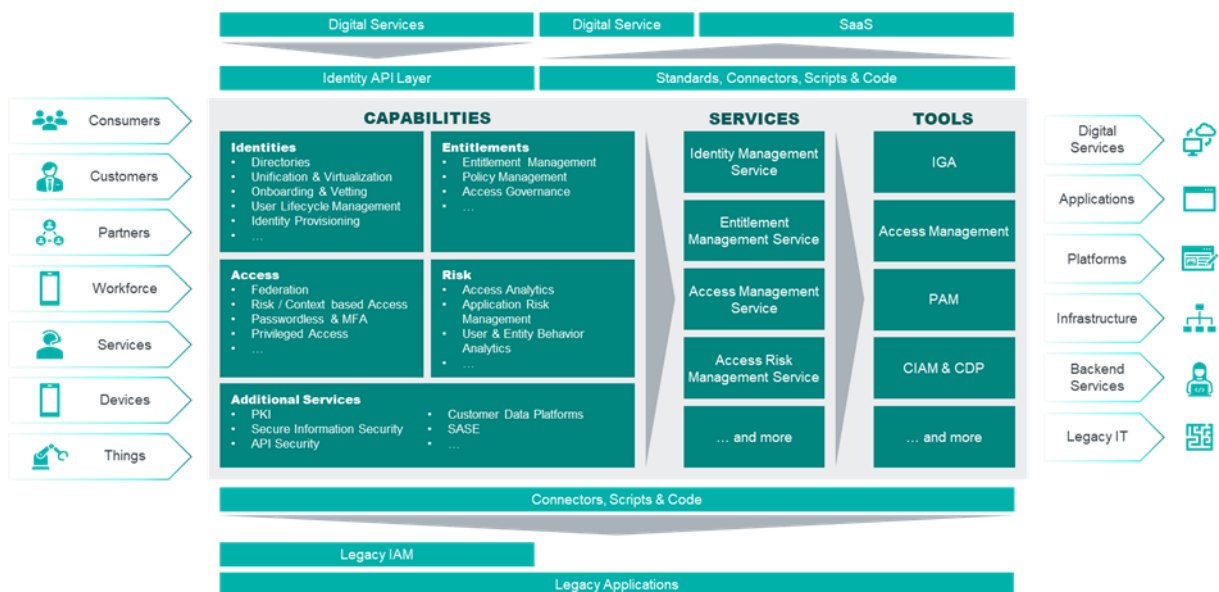 Digital Services
Digital Service
SaaS
Identity API Layer
Standards, Connectors, Scripts & Code
Consumers
Customers
Partners
Workforce
Services
Devices
Things
CAPABILITIES
Identities
• Directories
• Unification & Virtualization
• Onboarding & Vetting
• User Lifecycle Management
• Identity Provisioning
• …
Entitlements
• Entitlement Management
• Policy Management
• Access Governance
• …
Access
• Federation
• Risk / Context based Access
• Passwordless & MFA
• Privileged Access
• …
Risk
• Access Analytics
• Application Risk
Management
• User & Entity Behavior
Analytics
• …
Additional Services
• PKI
• Secure Information Security
• API Security
• Customer Data Platforms
• SASE
• …
SERVICES
Identity Management
Service
Entitlement
Management Service
Access Management
Service
Access Risk
Management Service
… and more
TOOLS
IGA
Access Management
PAM
CIAM & CDP
… and more
Digital
Services
Applications
Platforms
Infrastructure
Backend
Services
Legacy IT
Connectors, Scripts & Code
Legacy IAM
Legacy Applications